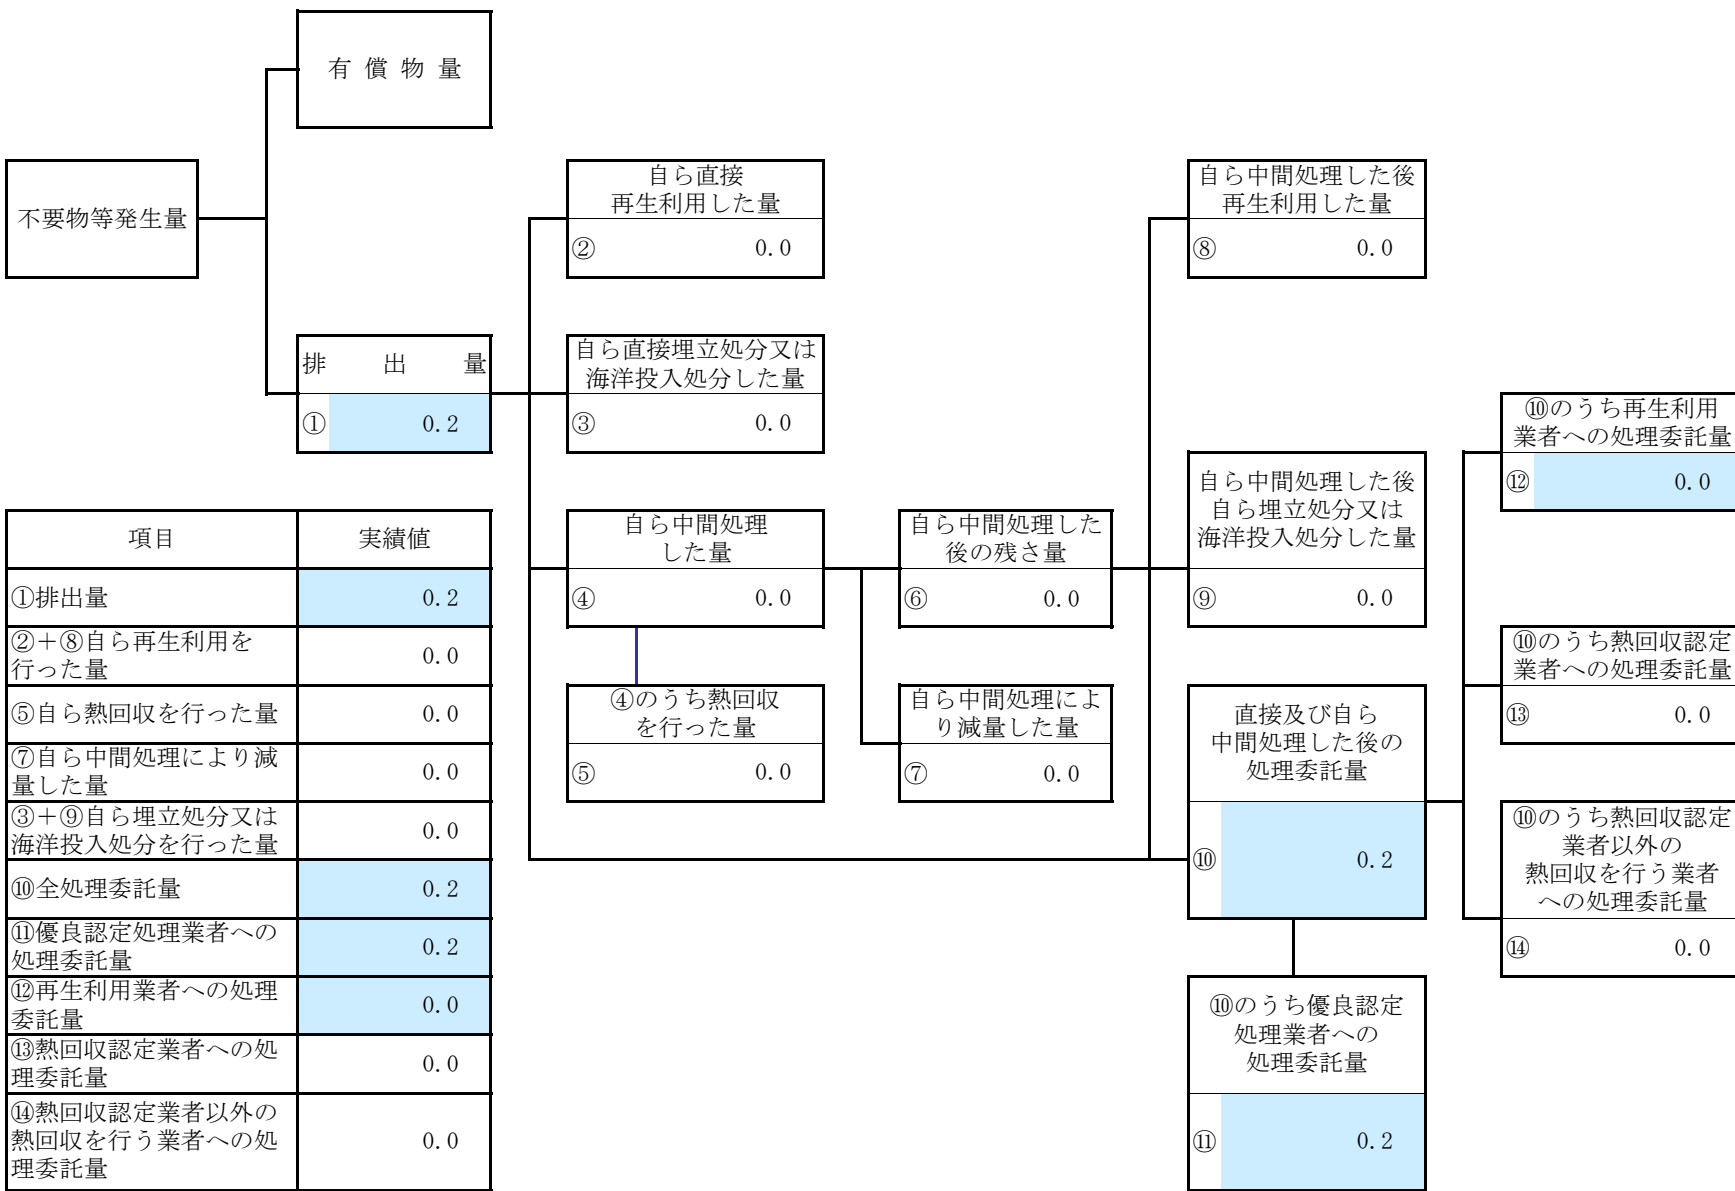 有償物量
不要物等発生量
自ら直接
再生利用した量
② 0.0
自ら中間処理した後
再生利用した量
⑧ 0.0
排出量
① 0.2
自ら直接埋立処分又は
海洋投入処分した量
③ 0.0
⑩のうち再生利用
業者への処理委託量
⑫ 0.0
自ら中間処理した後
自ら埋立処分又は
海洋投入処分した量
⑨ 0.0
自ら中間処理
した量
④ 0.0
自ら中間処理した
後の残さ量
⑥ 0.0
⑩のうち熱回収認定
業者への処理委託量
⑬ 0.0
④のうち熱回収
を行った量
⑤ 0.0
自ら中間処理によ
り減量した量
⑦ 0.0
直接及び自ら
中間処理した後の
処理委託量
⑩ 0.2
⑩のうち熱回収認定
業者以外の
熱回収を行う業者
への処理委託量
⑭ 0.0
⑩のうち優良認定
処理業者への
処理委託量
⑪ 0.2
項目 実績値
①排出量 0.2
②+⑧自ら再生利用を
行った量 0.0
⑤自ら熱回収を行った量 0.0
⑦自ら中間処理により減
量した量 0.0
③+⑨自ら埋立処分又は
海洋投入処分を行った量 0.0
⑩全処理委託量 0.2
⑪優良認定処理業者への
処理委託量 0.2
⑫再生利用業者への処理
委託量 0.0
⑬熱回収認定業者への処
理委託量 0.0
⑭熱回収認定業者以外の
熱回収を行う業者への処
理委託量 0.0